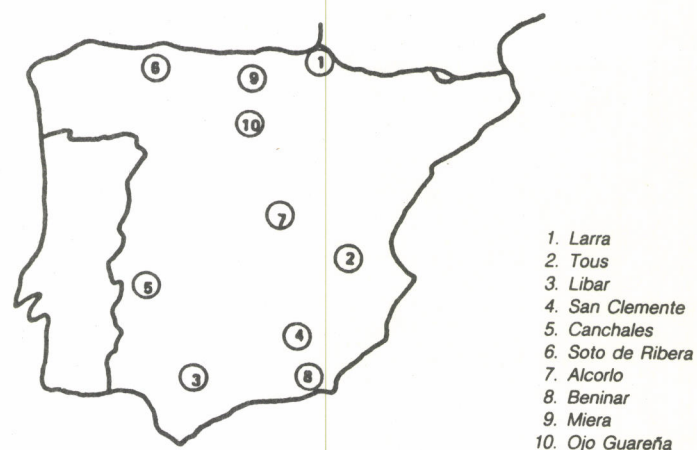 6
9
1
10
7
2
5
4
3
8
1. Larra
2. Tous
3. Libar
4. San Clemente
5. Canchales
6. Soto de Ribera
7. Alcorlo
8. Beninar
9. Miera
10. Ojo Guareña